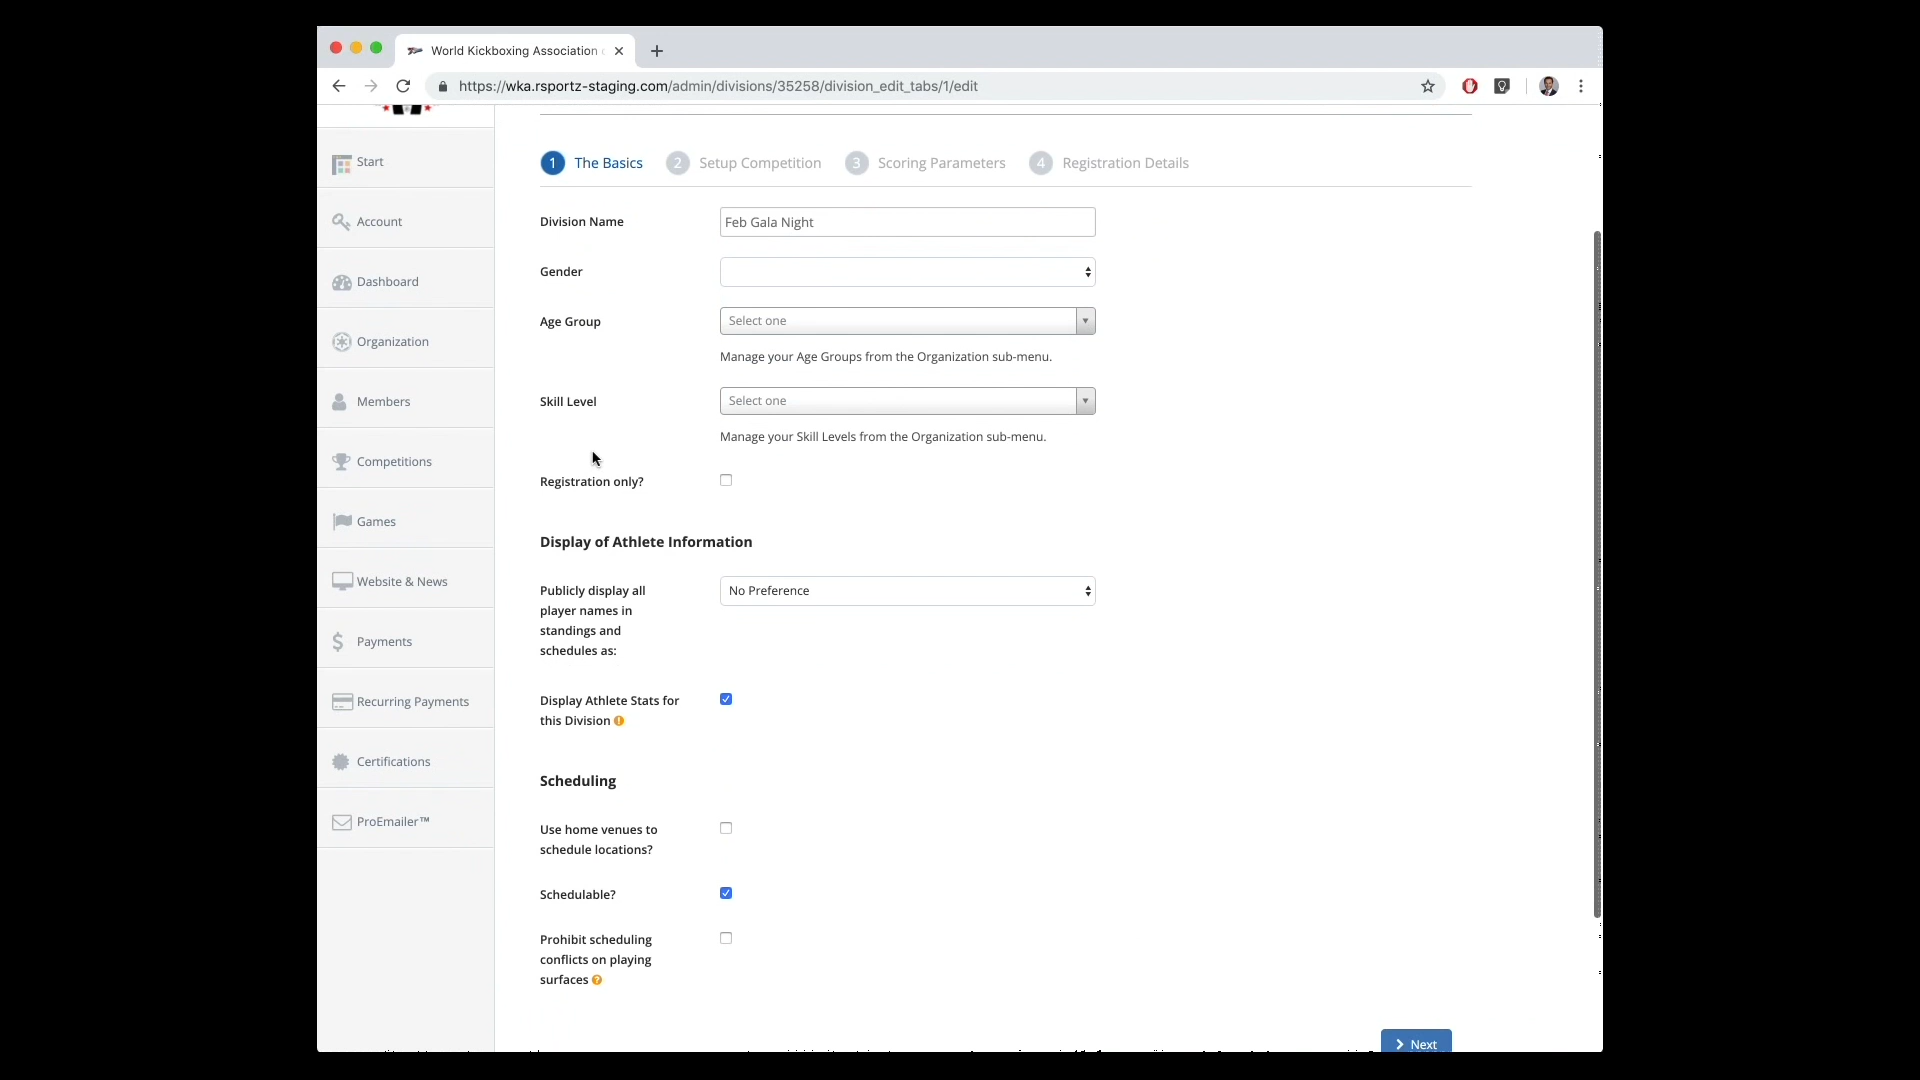 World Kickboxing Association
https://wka.rsportz-staging.com/admin/divisions/35258/division_edit_tabs/1/edit
Start
Account
Dashboard
Organization
Members
Competitions
Games
Website & News
Payments
Recurring Payments
Certifications
ProEmailer™
1 The Basics 2 Setup Competition 3 Scoring Parameters 4 Registration Details
Division Name Feb Gala Night
Gender
Age Group Select one
Manage your Age Groups from the Organization sub-menu.
Skill Level Select one
Manage your Skill Levels from the Organization sub-menu.
Registration only?
Display of Athlete Information
Publicly display all No Preference
player names in
standings and
schedules as:
Display Athlete Stats for
this Division
Scheduling
Use home venues to
schedule locations?
Schedulable?
Prohibit scheduling
conflicts on playing
surfaces
Next